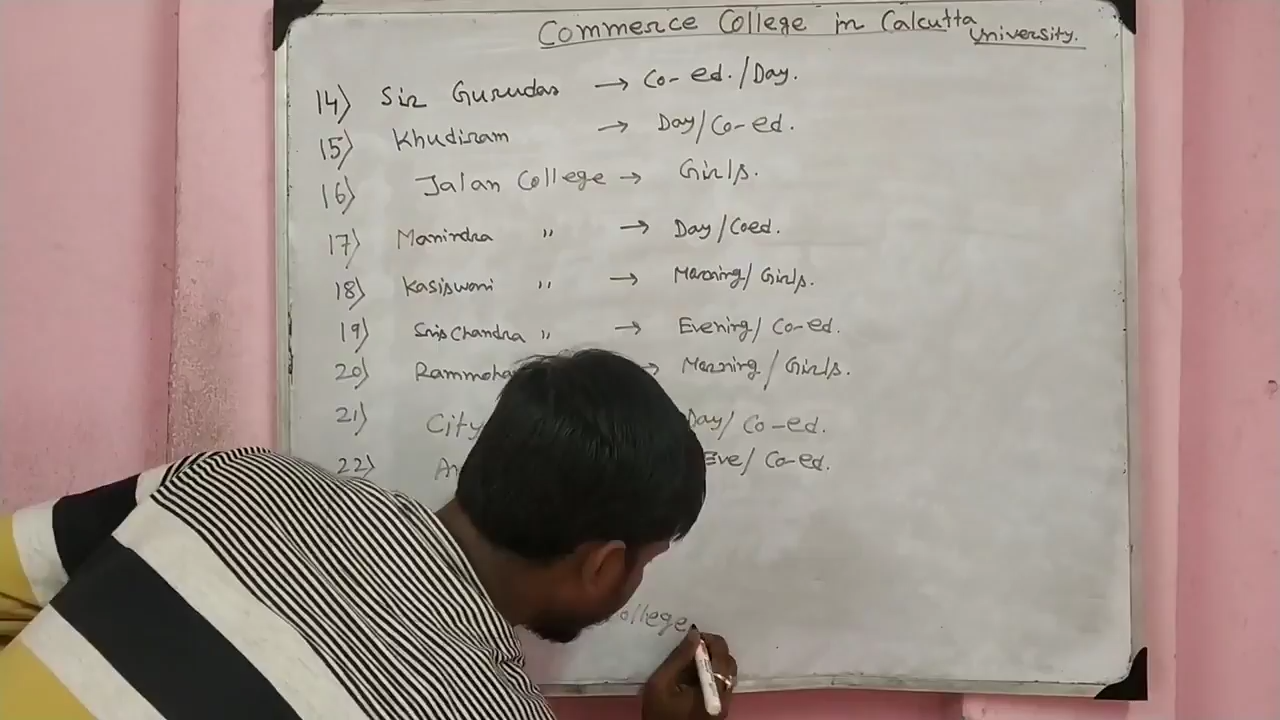 Commerce College in Calcutta University.
14) Sir Gurudas → Co-ed./Day.
15) Khudiram → Day/Co-ed.
16) Jalan College → Girls.
17) Manindra " → Day/Coed.
18) Kasiswari " → Morning/Girls.
19) Sris Chandra " → Evening/Co-ed.
20) → Morning/Girls.
21) City Day/Co-ed.
22) Eve/Co-ed.